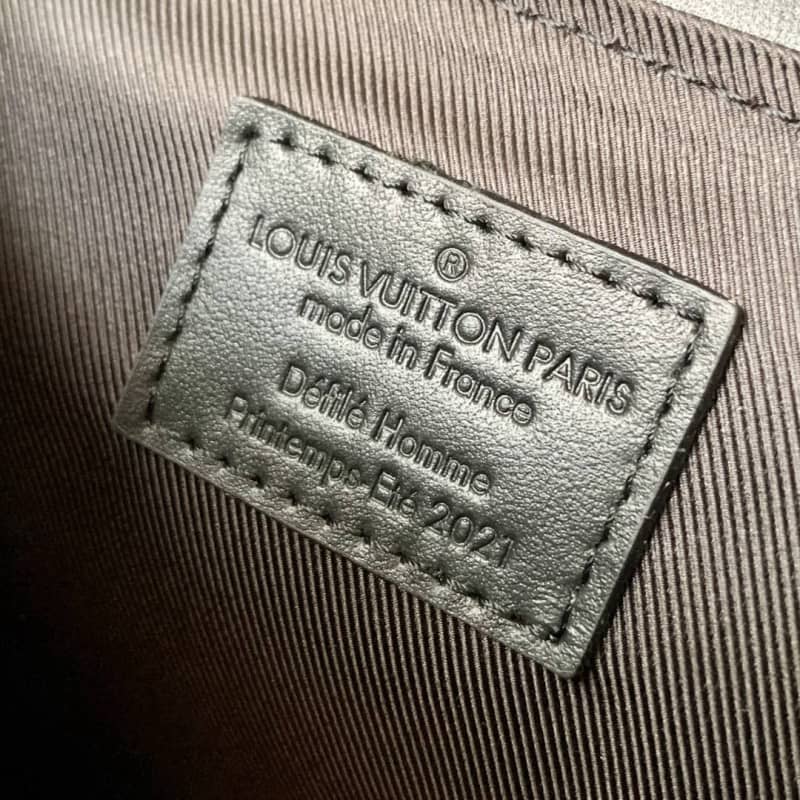 ®
LOUIS VUITTON PARIS
made in France
Défilé Homme
Printemps-Eté 2021